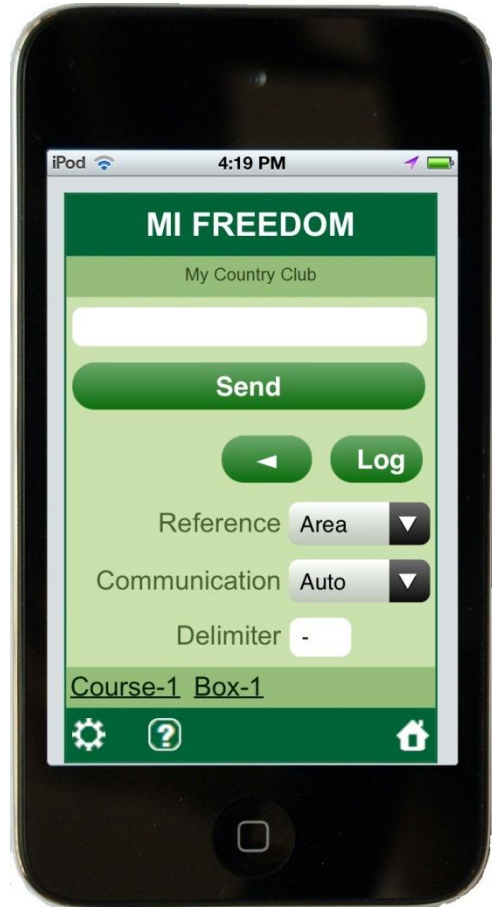 iPod 4:19 PM
MI FREEDOM
My Country Club
Send
Log
Reference Area
Communication Auto
Delimiter -
Course-1 Box-1
?